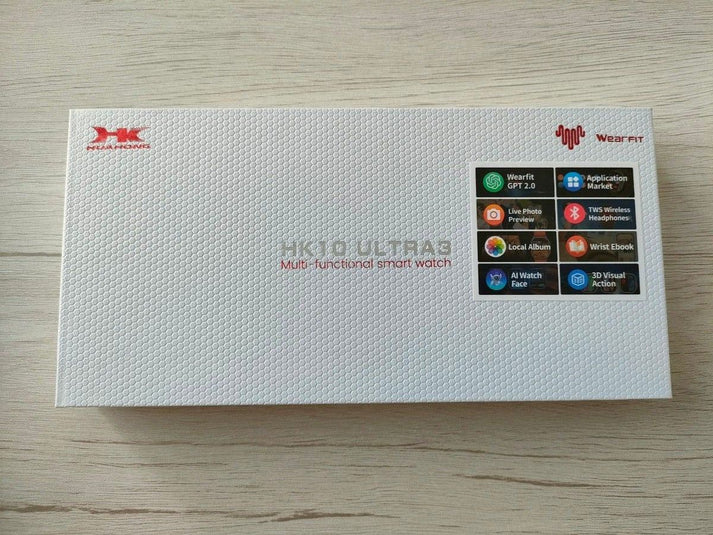 HK
HUAHONG
WearFit
HK10 ULTRA3
Multi-functional smart watch
Wearfit
GPT 2.0
Application
Market
Live Photo
Preview
TWS Wireless
Headphones
Local Album
Wrist Ebook
AI Watch
Face
3D Visual
Action